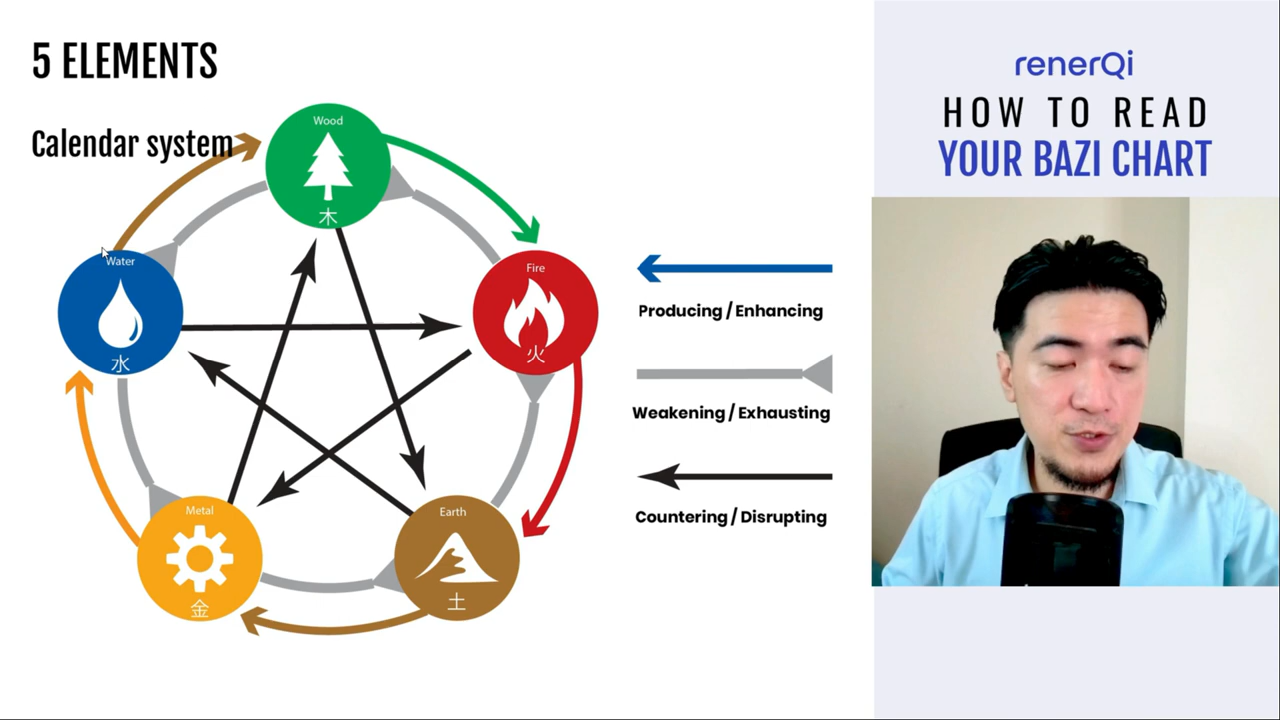 5 ELEMENTS
Calendar system
Wood
木
Water
水
Fire
火
Metal
金
Earth
土
Producing / Enhancing
Weakening / Exhausting
Countering / Disrupting
renerQi
HOW TO READ
YOUR BAZI CHART